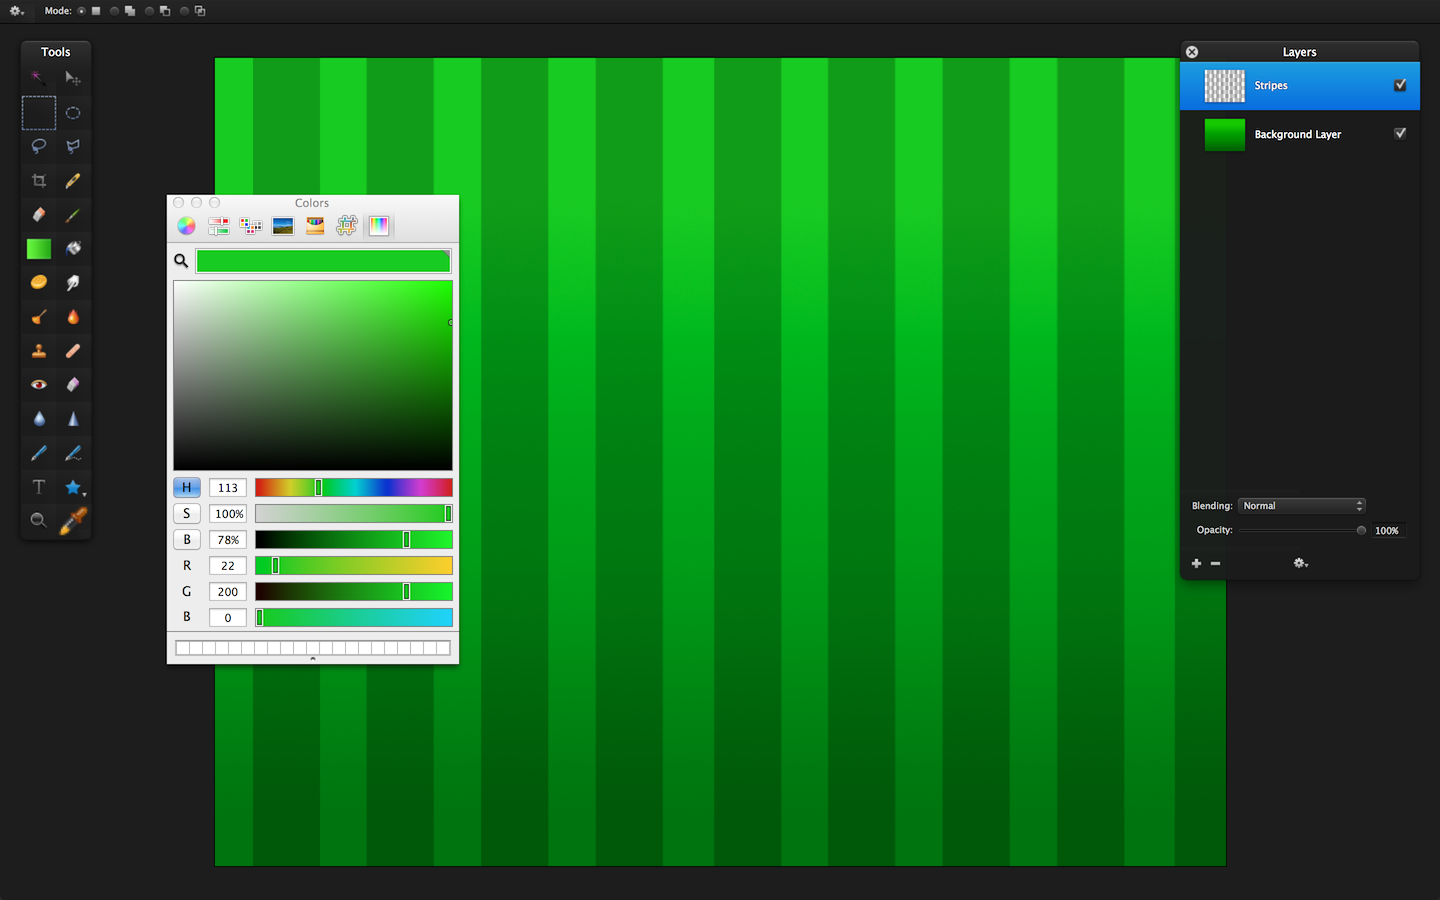 Mode:
Tools
Layers
Stripes
Background Layer
Colors
H 113
S 100%
B 78%
R 22
G 200
B 0
T
Blending: Normal
Opacity: 100%